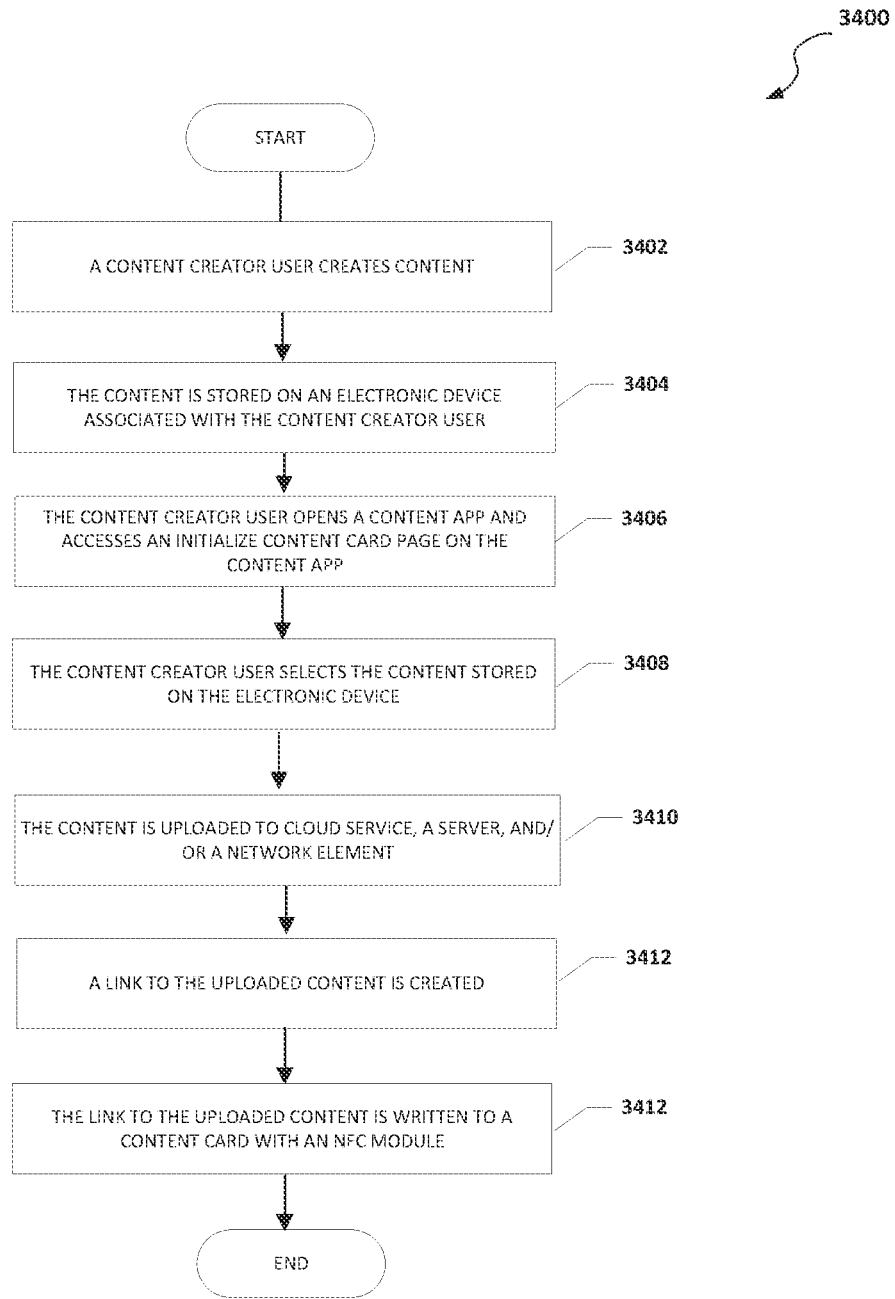 3400
START
A CONTENT CREATOR USER CREATES CONTENT
3402
THE CONTENT IS STORED ON AN ELECTRONIC DEVICE
ASSOCIATED WITH THE CONTENT CREATOR USER
3404
THE CONTENT CREATOR USER OPENS A CONTENT APP AND
ACCESSES AN INITIALIZE CONTENT CARD PAGE ON THE
CONTENT APP
3406
THE CONTENT CREATOR USER SELECTS THE CONTENT STORED
ON THE ELECTRONIC DEVICE
3408
THE CONTENT IS UPLOADED TO CLOUD SERVICE, A SERVER, AND/
OR A NETWORK ELEMENT
3410
A LINK TO THE UPLOADED CONTENT IS CREATED
3412
THE LINK TO THE UPLOADED CONTENT IS WRITTEN TO A
CONTENT CARD WITH AN NFC MODULE
3412
END